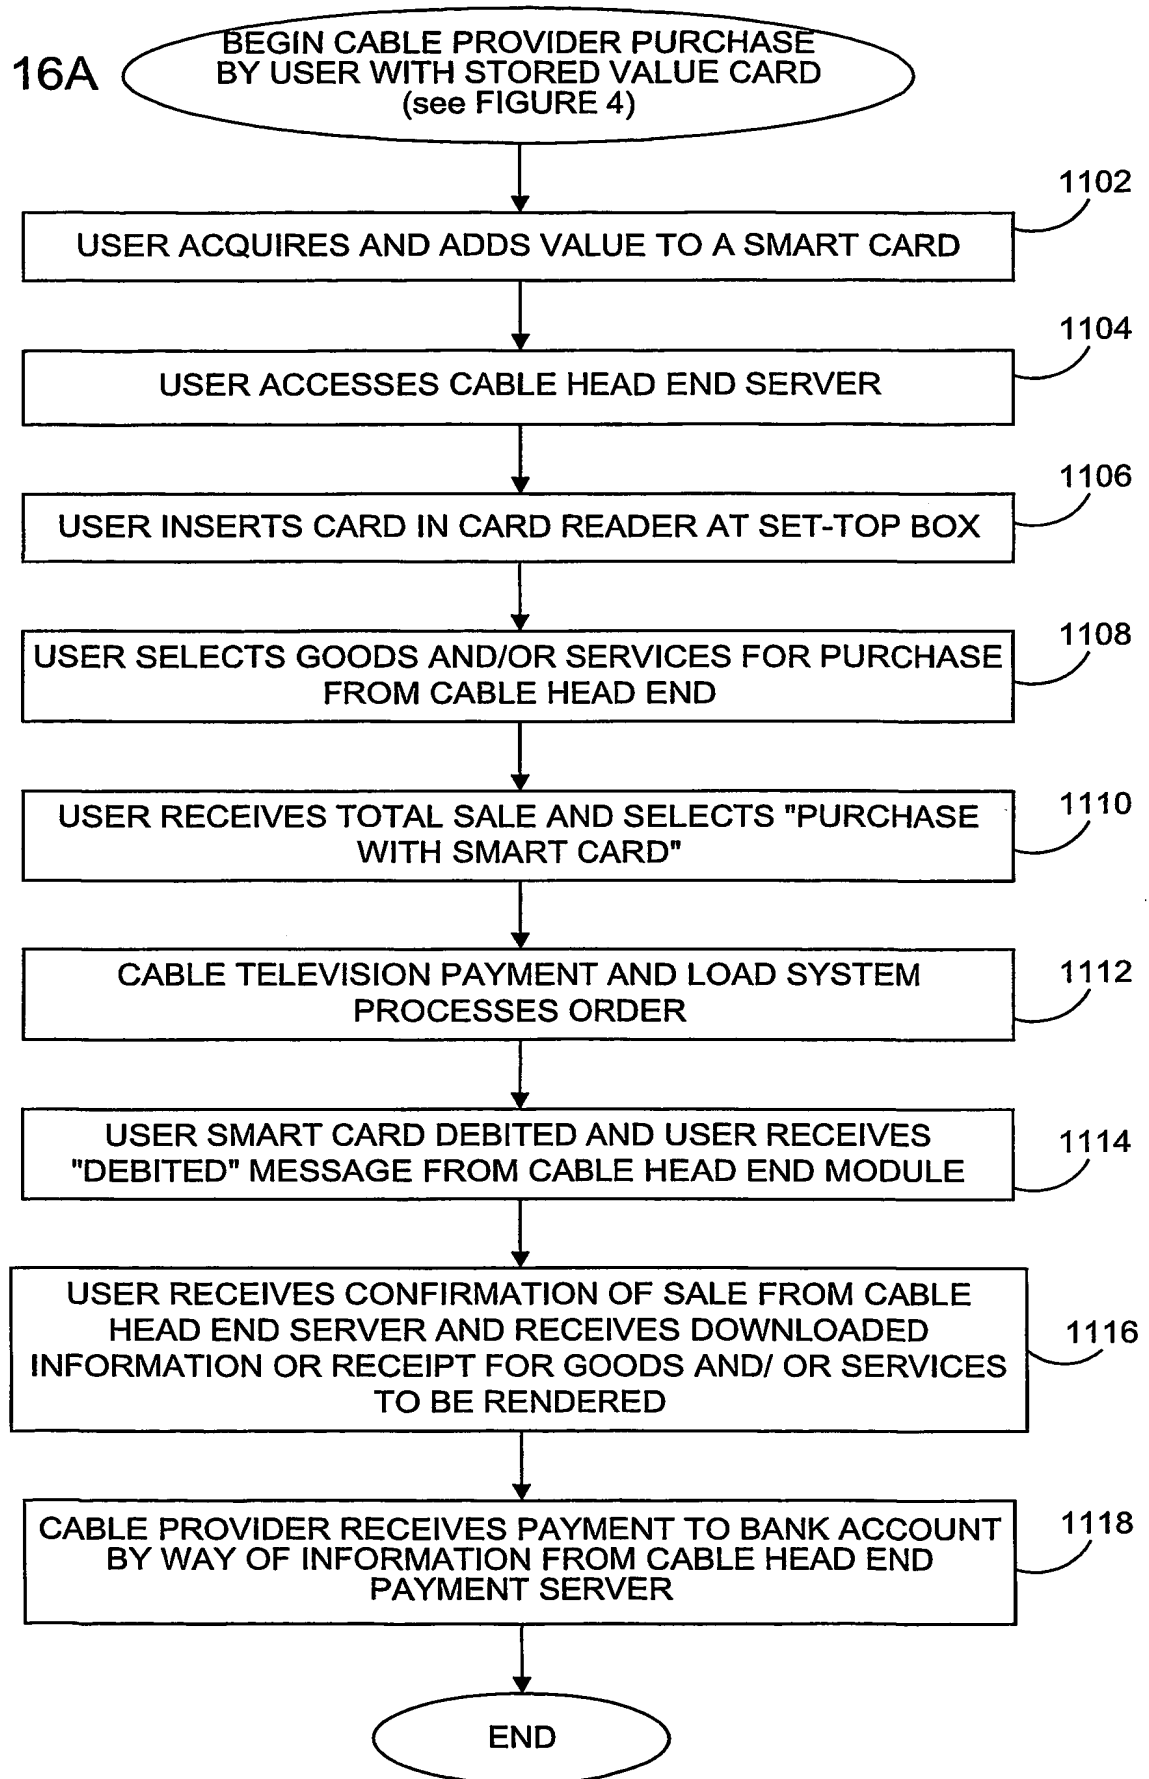 16A
BEGIN CABLE PROVIDER PURCHASE
BY USER WITH STORED VALUE CARD
(see FIGURE 4)
1102
USER ACQUIRES AND ADDS VALUE TO A SMART CARD
1104
USER ACCESSES CABLE HEAD END SERVER
1106
USER INSERTS CARD IN CARD READER AT SET-TOP BOX
1108
USER SELECTS GOODS AND/OR SERVICES FOR PURCHASE
FROM CABLE HEAD END
1110
USER RECEIVES TOTAL SALE AND SELECTS "PURCHASE
WITH SMART CARD"
1112
CABLE TELEVISION PAYMENT AND LOAD SYSTEM
PROCESSES ORDER
1114
USER SMART CARD DEBITED AND USER RECEIVES
"DEBITED" MESSAGE FROM CABLE HEAD END MODULE
1116
USER RECEIVES CONFIRMATION OF SALE FROM CABLE
HEAD END SERVER AND RECEIVES DOWNLOADED
INFORMATION OR RECEIPT FOR GOODS AND/ OR SERVICES
TO BE RENDERED
1118
CABLE PROVIDER RECEIVES PAYMENT TO BANK ACCOUNT
BY WAY OF INFORMATION FROM CABLE HEAD END
PAYMENT SERVER
END